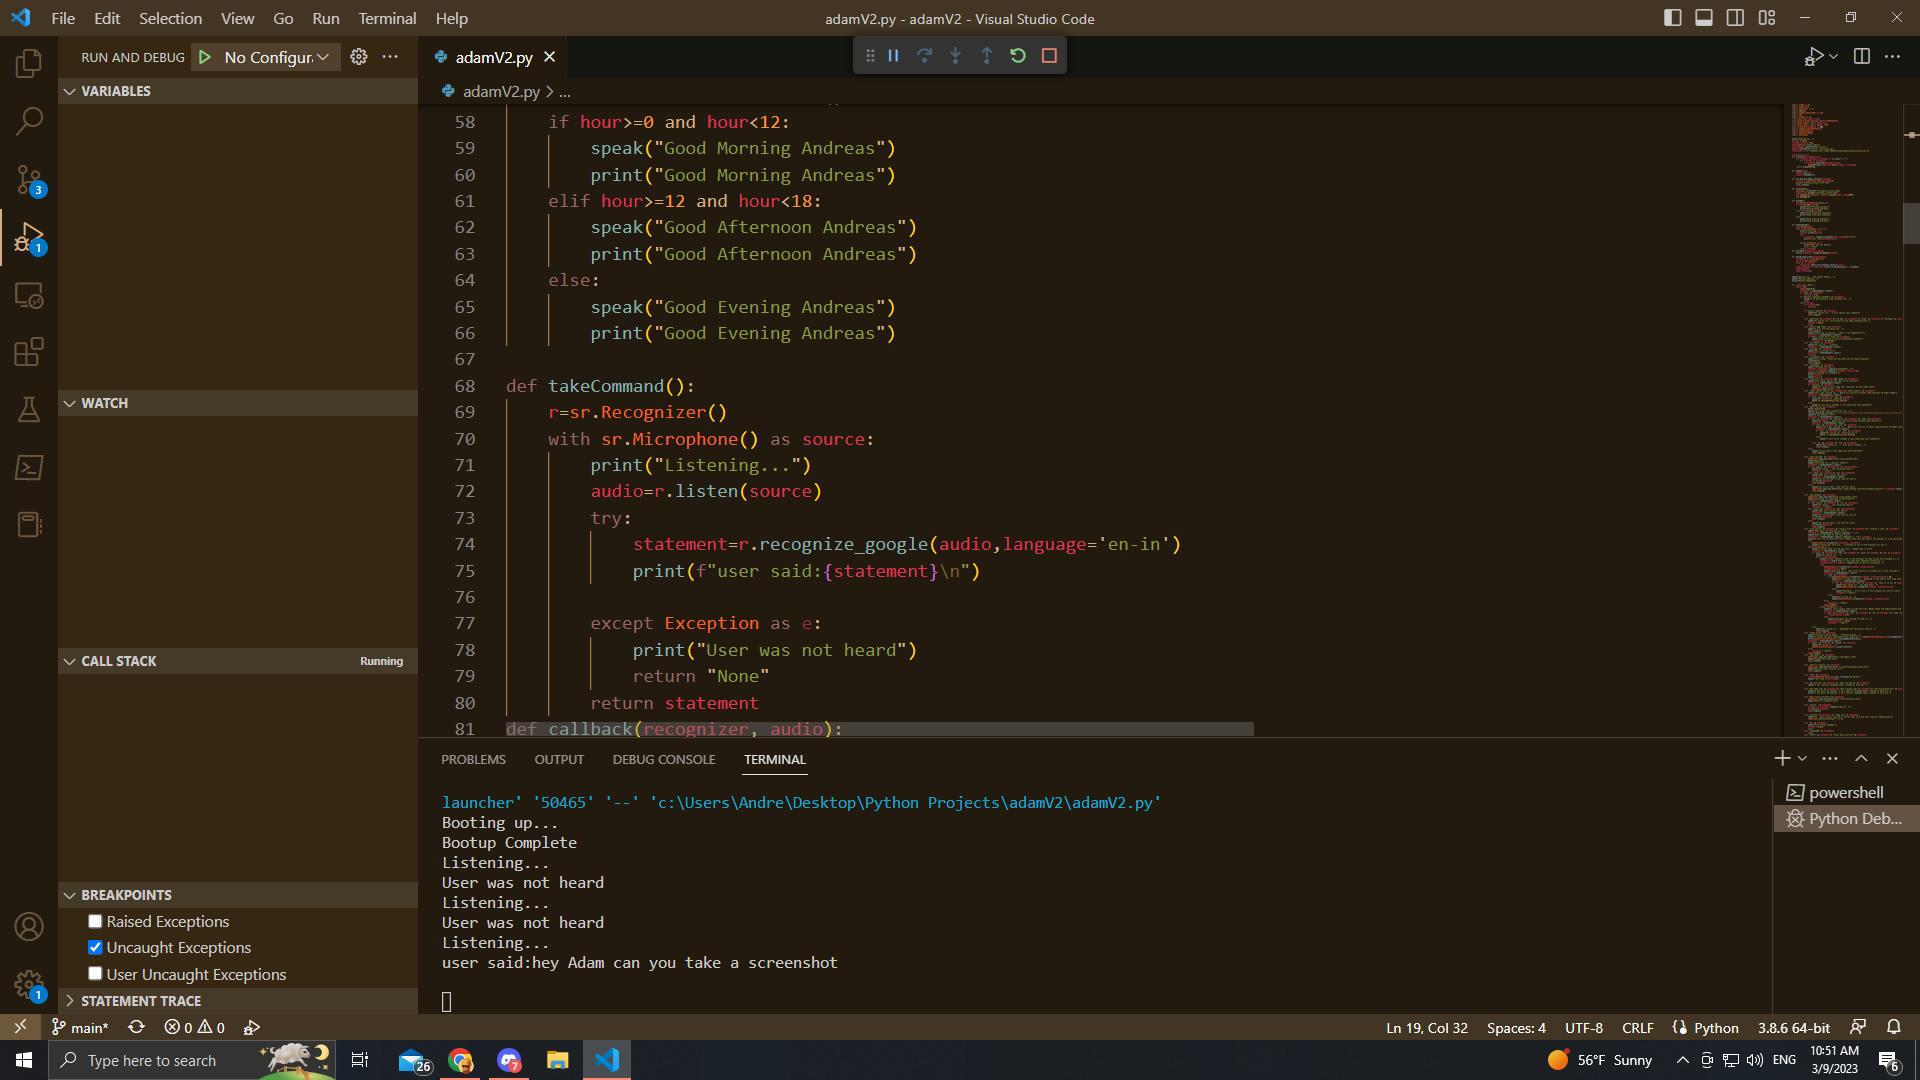 File Edit Selection View Go Run Terminal Help
adamV2.py - adamV2 - Visual Studio Code
RUN AND DEBUG No Configur
adamV2.py
VARIABLES
adamV2.py > ...
58 if hour>=0 and hour<12:
59 speak("Good Morning Andreas")
60 print("Good Morning Andreas")
61 elif hour>=12 and hour<18:
62 speak("Good Afternoon Andreas")
63 print("Good Afternoon Andreas")
64 else:
65 speak("Good Evening Andreas")
66 print("Good Evening Andreas")
67
68 def takeCommand():
69 r=sr.Recognizer()
70 with sr.Microphone() as source:
71 print("Listening...")
72 audio=r.listen(source)
73 try:
74 statement=r.recognize_google(audio,language='en-in')
75 print(f"user said:{statement}\n")
76
77 except Exception as e:
78 print("User was not heard")
79 return "None"
80 return statement
81 def callback(recognizer, audio):
3
1
WATCH
CALL STACK Running
BREAKPOINTS
Raised Exceptions
Uncaught Exceptions
User Uncaught Exceptions
STATEMENT TRACE
1
PROBLEMS OUTPUT DEBUG CONSOLE TERMINAL
launcher' '50465' '--' 'c:\Users\Andre\Desktop\Python Projects\adamV2\adamV2.py'
Booting up...
Bootup Complete
Listening...
User was not heard
Listening...
User was not heard
Listening...
user said:hey Adam can you take a screenshot
powershell
Python Deb...
main* 0 0
Ln 19, Col 32 Spaces: 4 UTF-8 CRLF Python 3.8.6 64-bit
Type here to search
26
7
56°F Sunny
ENG
10:51 AM
3/9/2023
6